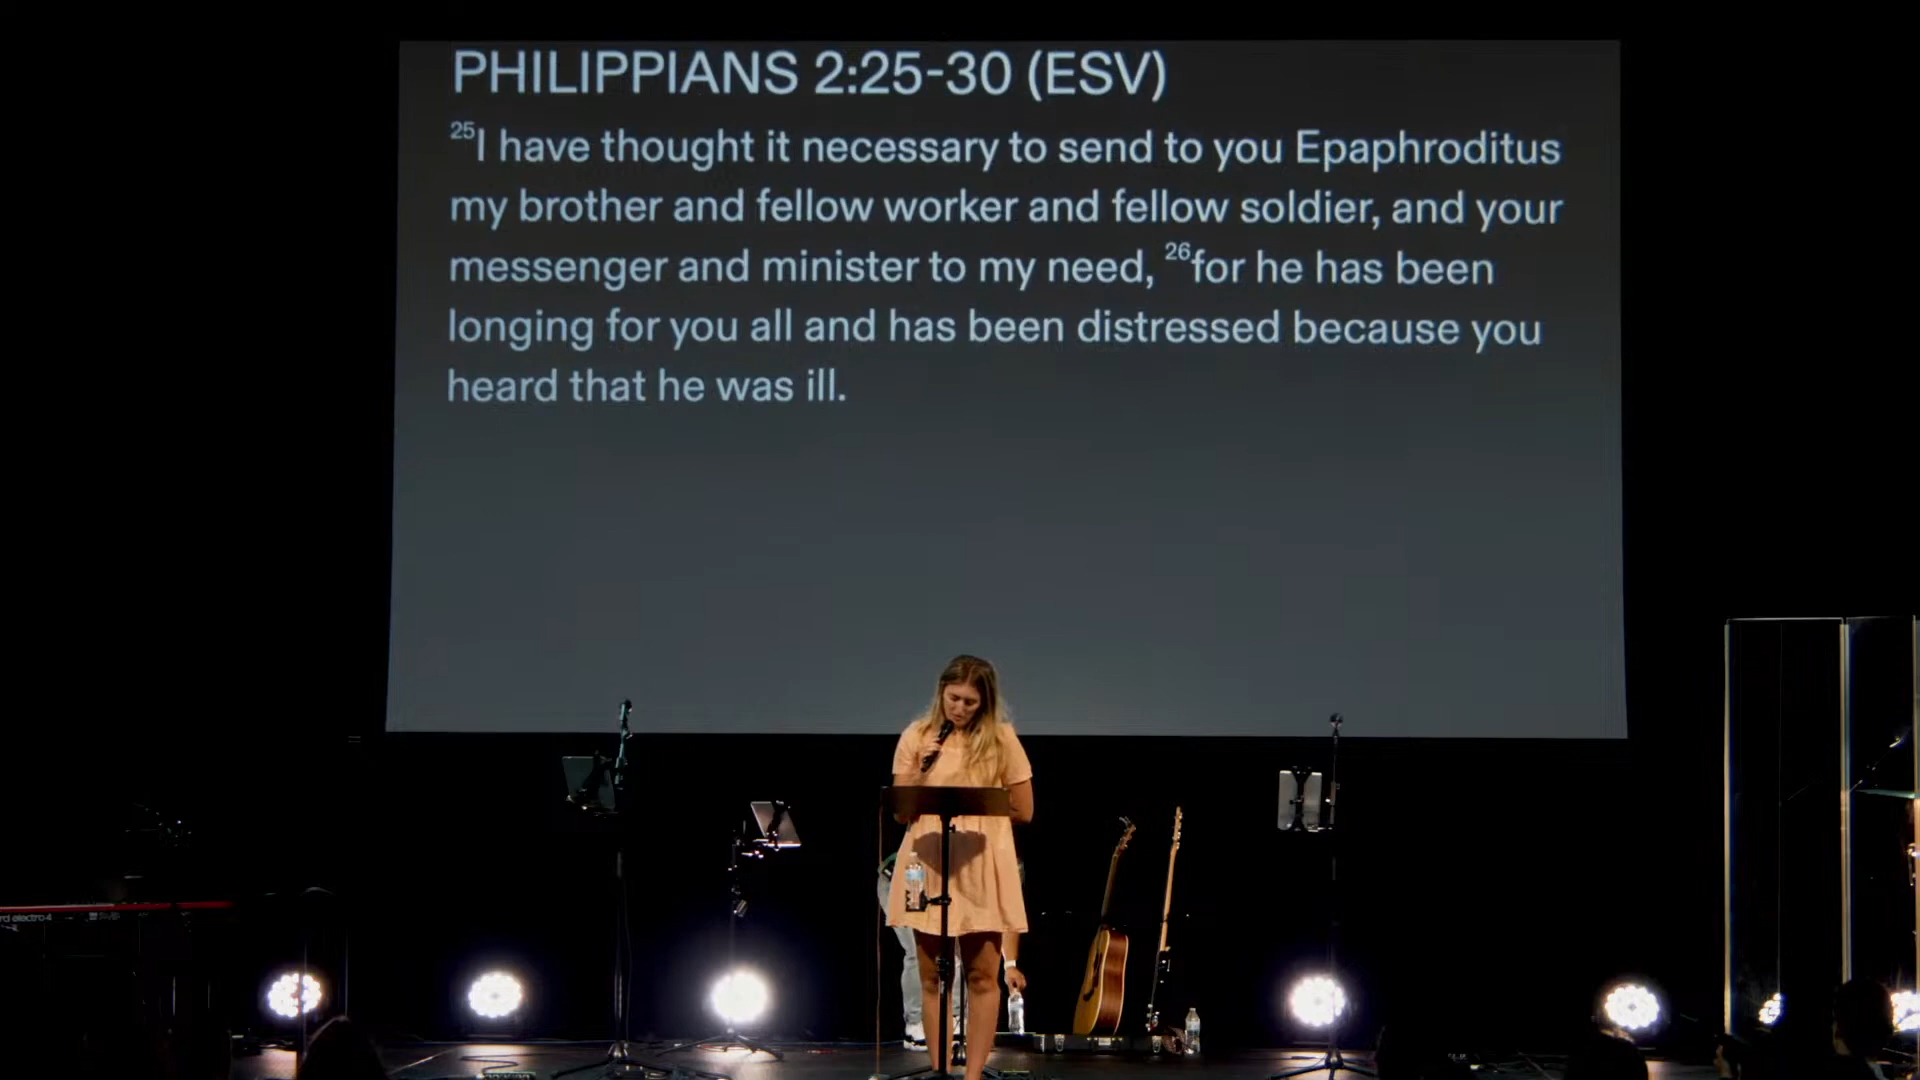 PHILIPPIANS 2:25-30 (ESV)
25I have thought it necessary to send to you Epaphroditus
my brother and fellow worker and fellow soldier, and your
messenger and minister to my need, 26for he has been
longing for you all and has been distressed because you
heard that he was ill.
electro 4